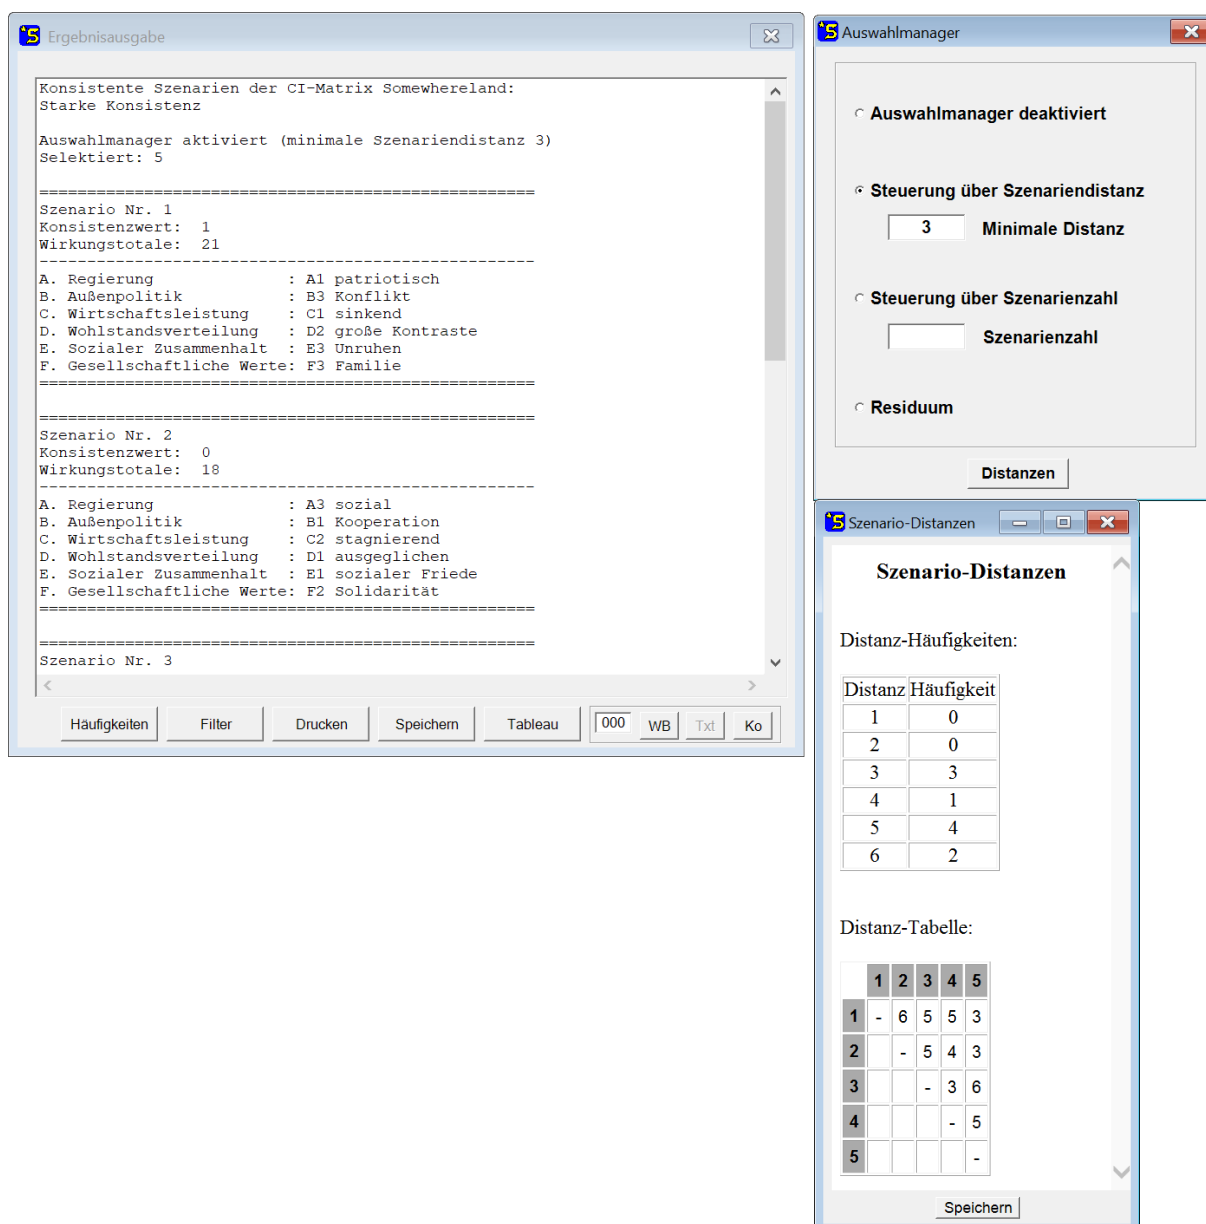 Ergebnisausgabe
Konsistente Szenarien der CI-Matrix Somewhereland:
Starke Konsistenz
Auswahlmanager aktiviert (minimale Szenariendistanz 3)
Selektiert: 5
====================================================
Szenario Nr. 1
Konsistenzwert: 1
Wirkungstotale: 21
----------------------------------------------------
A. Regierung : A1 patriotisch
B. Außenpolitik : B3 Konflikt
C. Wirtschaftsleistung : C1 sinkend
D. Wohlstandsverteilung : D2 große Kontraste
E. Sozialer Zusammenhalt : E3 Unruhen
F. Gesellschaftliche Werte: F3 Familie
====================================================
====================================================
Szenario Nr. 2
Konsistenzwert: 0
Wirkungstotale: 18
----------------------------------------------------
A. Regierung : A3 sozial
B. Außenpolitik : B1 Kooperation
C. Wirtschaftsleistung : C2 stagnierend
D. Wohlstandsverteilung : D1 ausgeglichen
E. Sozialer Zusammenhalt : E1 sozialer Friede
F. Gesellschaftliche Werte: F2 Solidarität
====================================================
====================================================
Szenario Nr. 3
Häufigkeiten Filter Drucken Speichern Tableau 000 WB Txt Ko
Auswahlmanager
Auswahlmanager deaktiviert
Steuerung über Szenariendistanz
3 Minimale Distanz
Steuerung über Szenarienzahl
Szenarienzahl
Residuum
Distanzen
Szenario-Distanzen
Szenario-Distanzen
Distanz-Häufigkeiten:
Distanz Häufigkeit
1 0
2 0
3 3
4 1
5 4
6 2
Distanz-Tabelle:
1 2 3 4 5
1 - 6 5 5 3
2 - 5 4 3
3 - 3 6
4 - 5
5 -
Speichern